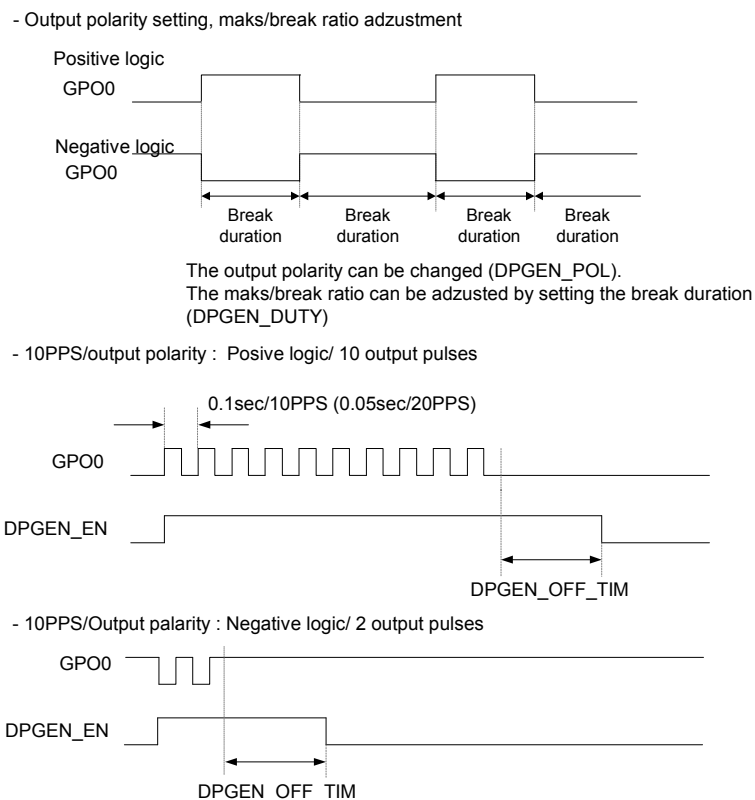 - Output polarity setting, maks/break ratio adzustment
Positive logic
GPO0
Negative logic
GPO0
Break duration
Break duration
Break duration
Break duration
The output polarity can be changed (DPGEN_POL).
The maks/break ratio can be adzusted by setting the break duration
(DPGEN_DUTY)
- 10PPS/output polarity : Posive logic/ 10 output pulses
0.1sec/10PPS (0.05sec/20PPS)
GPO0
DPGEN_EN
DPGEN_OFF_TIM
- 10PPS/Output palarity : Negative logic/ 2 output pulses
GPO0
DPGEN_EN
DPGEN_OFF_TIM